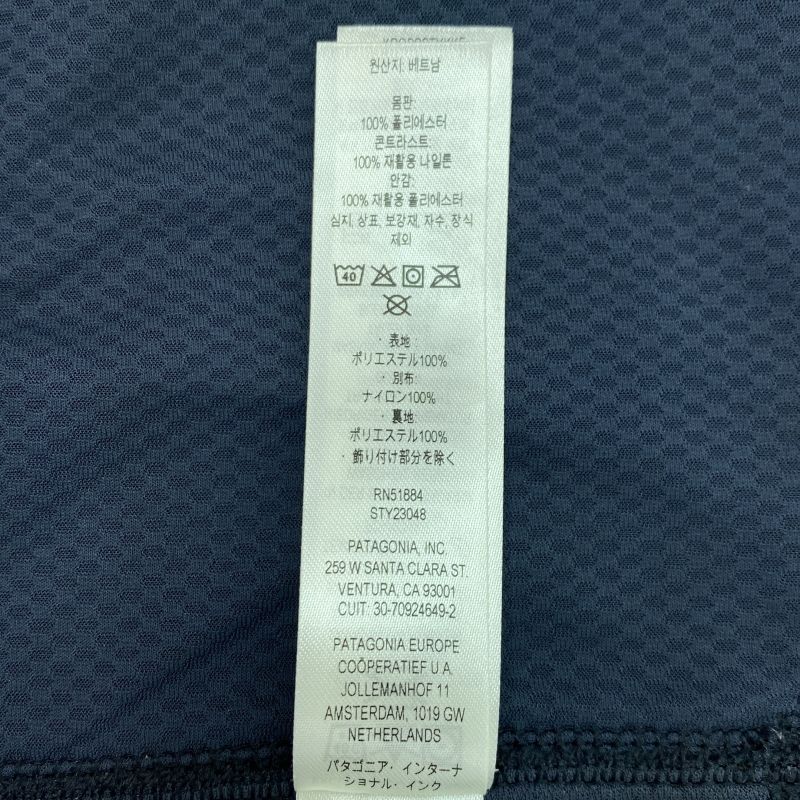 원산지: 베트남
몸판
100% 폴리에스터
콘트라스트:
100% 재활용 나일론
안감:
100% 재활용 폴리에스터
심지, 상표, 보강재, 자수, 장식
제외
40
・ 表地:
ポリエステル100%
・ 別布:
ナイロン100%
・ 裏地:
ポリエステル100%
・ 飾り付け部分を除く
RN51884
STY23048
PATAGONIA, INC.
259 W SANTA CLARA ST.
VENTURA, CA 93001
CUIT: 30-70924649-2
PATAGONIA EUROPE
COÖPERATIEF U.A.
JOLLEMANHOF 11
AMSTERDAM, 1019 GW
NETHERLANDS
パタゴニア・インターナ
ショナル・インク